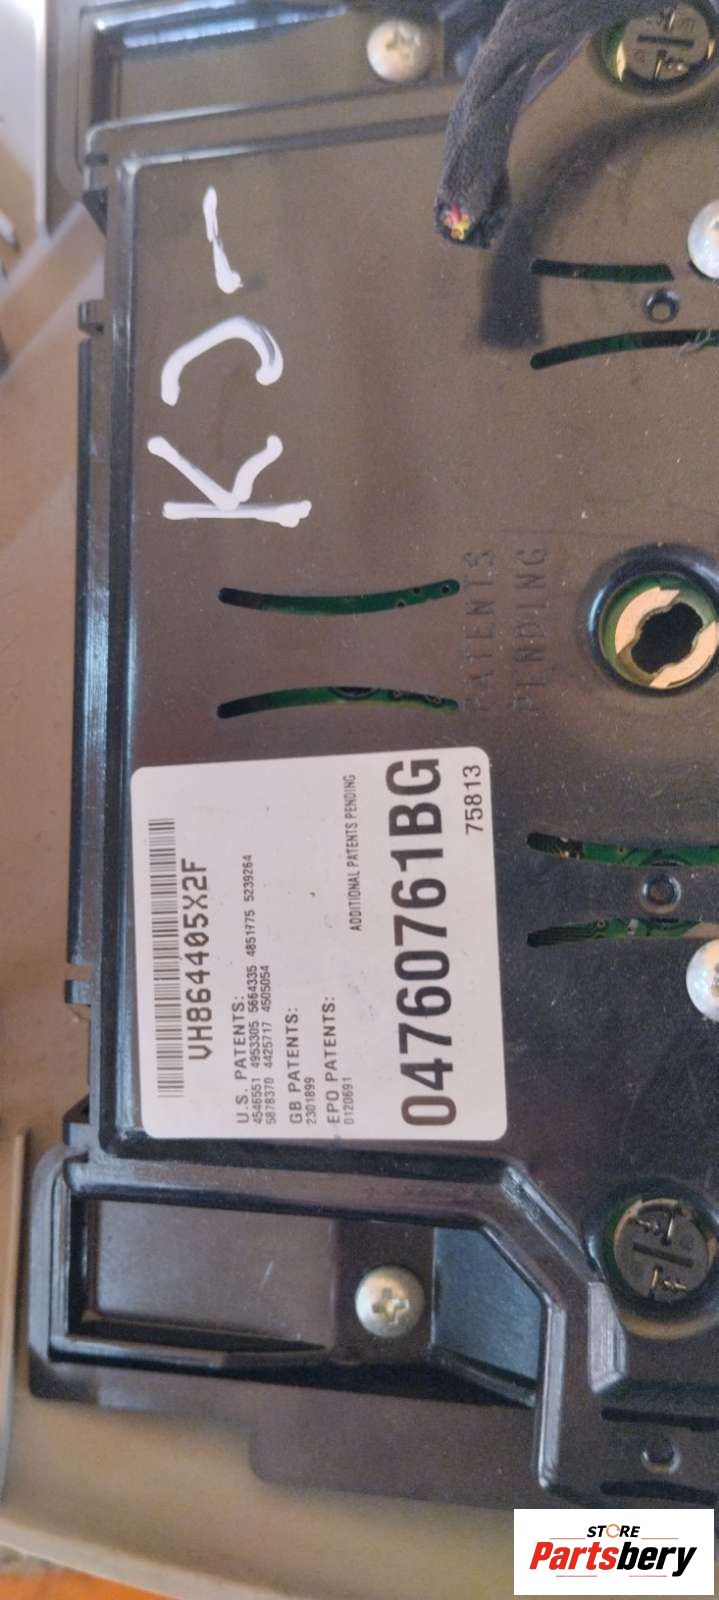 KJ-
PATENTS
PENDING
VH864405X2F
U.S. PATENTS:
4546551 4953305 5664335 4851775 5239264
5878370 4425717 4505054
GB PATENTS:
2301899
EPO PATENTS:
0120691
ADDITIONAL PATENTS PENDING
04760761BG
75813
STORE
Partsbery